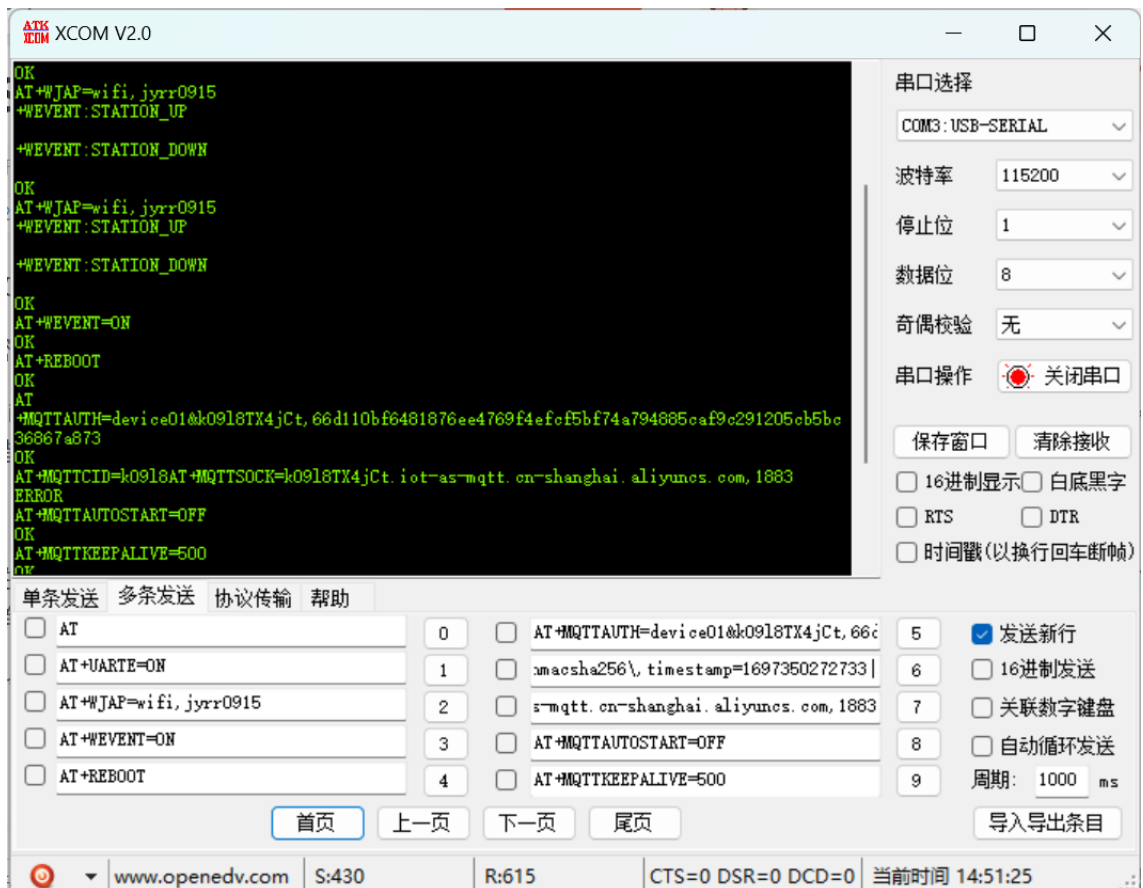 ATK XCOM XCOM V2.0
OK
AT+WJAP=wifi,jyrr0915
+WEVENT:STATION_UP
+WEVENT:STATION_DOWN
OK
AT+WJAP=wifi,jyrr0915
+WEVENT:STATION_UP
+WEVENT:STATION_DOWN
OK
AT+WEVENT=ON
OK
AT+REBOOT
OK
AT
+MQTTAUTH=device01&k09l8TX4jCt,66d110bf6481876ee4769f4efcf5bf74a794885caf9c291205cb5bc
36867a873
OK
AT+MQTTCID=k09l8AT+MQTTSOCK=k09l8TX4jCt.iot-as-mqtt.cn-shanghai.aliyuncs.com,1883
ERROR
AT+MQTTAUTOSTART=OFF
OK
AT+MQTTKEEPALIVE=500
OK
串口选择
COM3:USB-SERIAL
波特率 115200
停止位 1
数据位 8
奇偶校验 无
串口操作 关闭串口
保存窗口 清除接收
16进制显示 白底黑字
RTS DTR
时间戳(以换行回车断帧)
单条发送 多条发送 协议传输 帮助
AT 0
AT+UARTE=ON 1
AT+WJAP=wifi,jyrr0915 2
AT+WEVENT=ON 3
AT+REBOOT 4
AT+MQTTAUTH=device01&k09l8TX4jCt,66d 5
macsha256\,timestamp=1697350272733| 6
s-mqtt.cn-shanghai.aliyuncs.com,1883 7
AT+MQTTAUTOSTART=OFF 8
AT+MQTTKEEPALIVE=500 9
发送新行
16进制发送
关联数字键盘
自动循环发送
周期: 1000 ms
首页 上一页 下一页 尾页 导入导出条目
www.openedv.com S:430 R:615 CTS=0 DSR=0 DCD=0 当前时间 14:51:25